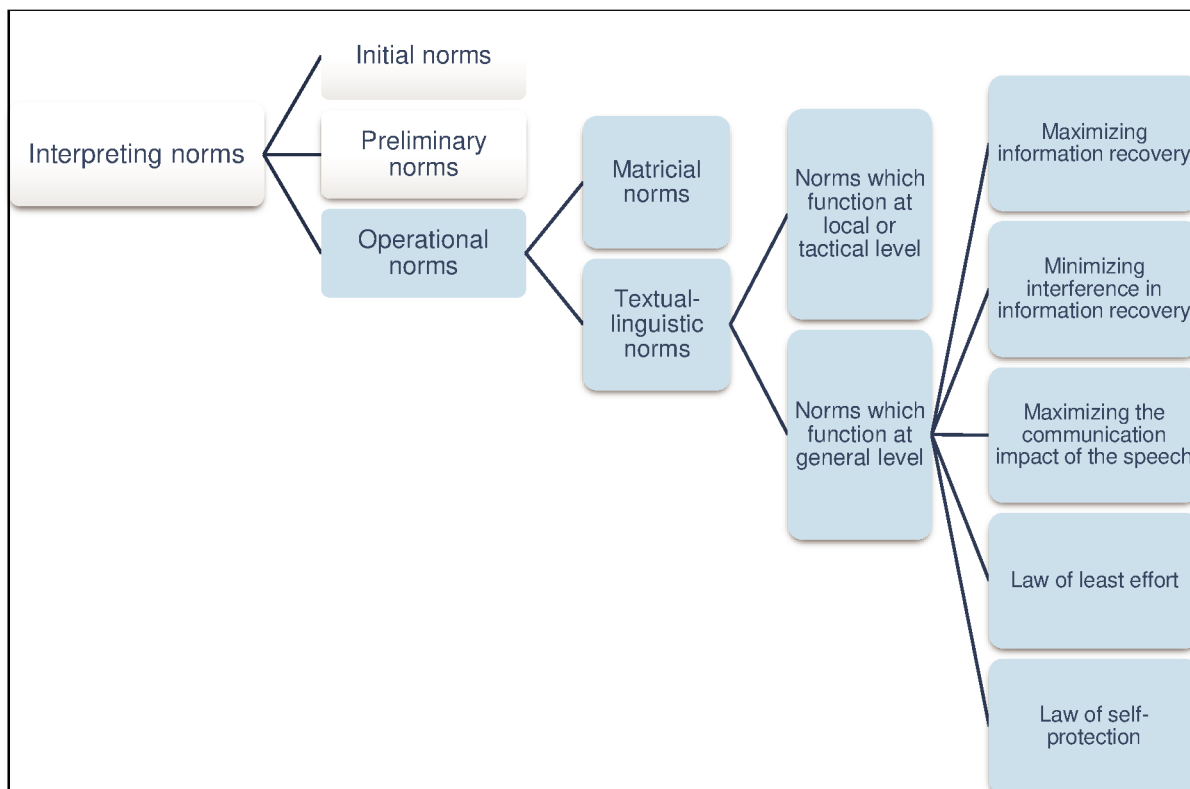 Interpreting norms
Initial norms
Preliminary
norms
Operational
norms
Matricial
norms
Textual-
linguistic
norms
Norms which
function at
local or
tactical level
Norms which
function at
general level
Maximizing
information recovery
Minimizing
interference in
information recovery
Maximizing the
communication
impact of the speech
Law of least effort
Law of self-
protection